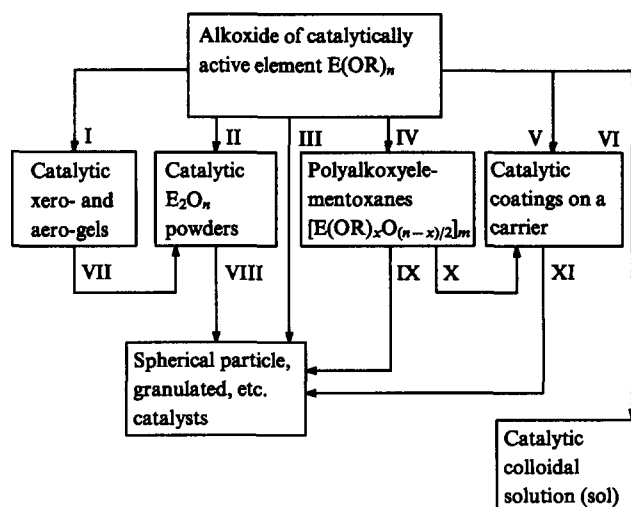 Alkoxide of catalytically
active element E(OR)n
I
II
III
IV
V
VI
Catalytic
xero- and
aero-gels
Catalytic
E2On
powders
Polyalkoxyele-
mentoxanes
[E(OR)xO(n−x)/2]m
Catalytic
coatings on a
carrier
VII
VIII
IX
X
XI
Spherical particle,
granulated, etc.
catalysts
Catalytic
colloidal
solution (sol)